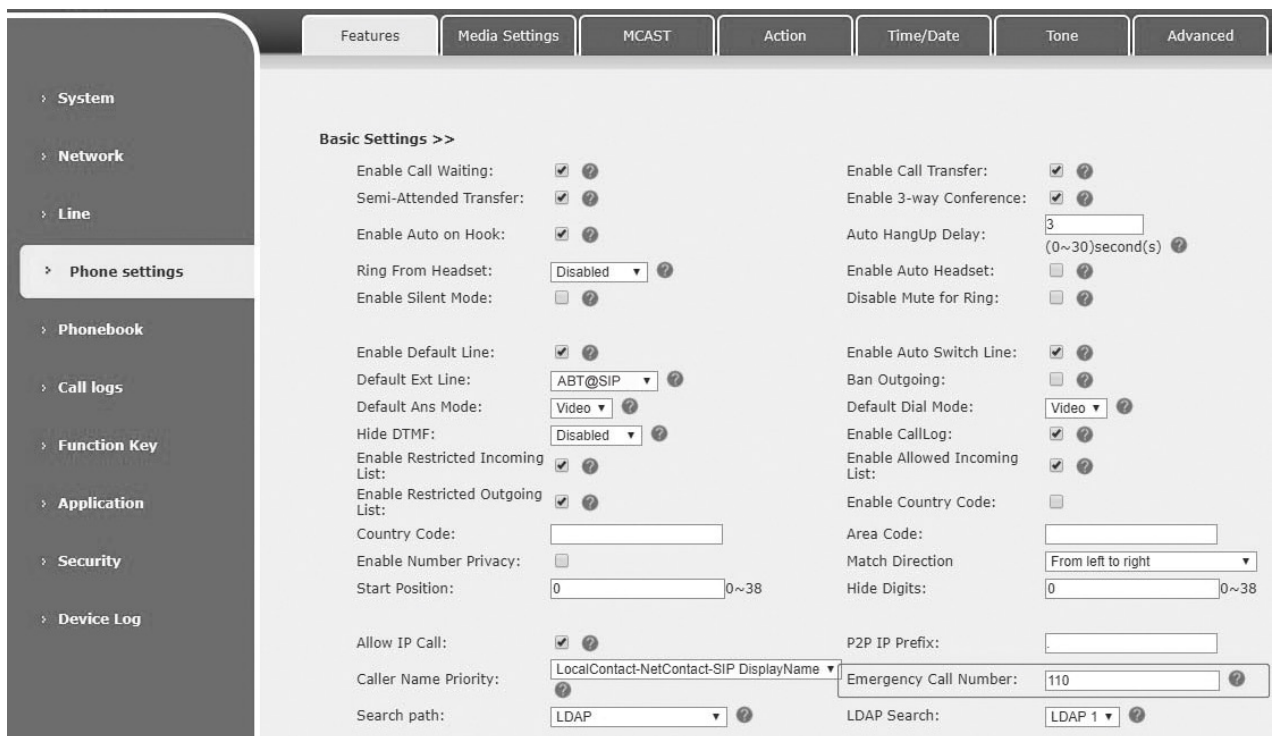 Features Media Settings MCAST Action Time/Date Tone Advanced
› System
› Network
› Line
› Phone settings
› Phonebook
› Call logs
› Function Key
› Application
› Security
› Device Log
Basic Settings >>
Enable Call Waiting: Enable Call Transfer:
Semi-Attended Transfer: Enable 3-way Conference:
Enable Auto on Hook: Auto HangUp Delay: 3
(0~30)second(s)
Ring From Headset: Disabled Enable Auto Headset:
Enable Silent Mode: Disable Mute for Ring:
Enable Default Line: Enable Auto Switch Line:
Default Ext Line: ABT@SIP Ban Outgoing:
Default Ans Mode: Video Default Dial Mode: Video
Hide DTMF: Disabled Enable CallLog:
Enable Restricted Incoming List: Enable Allowed Incoming List:
Enable Restricted Outgoing List: Enable Country Code:
Country Code: Area Code:
Enable Number Privacy: Match Direction From left to right
Start Position: 0 0~38 Hide Digits: 0 0~38
Allow IP Call: P2P IP Prefix: .
Caller Name Priority: LocalContact-NetContact-SIP DisplayName Emergency Call Number: 110
Search path: LDAP LDAP Search: LDAP 1